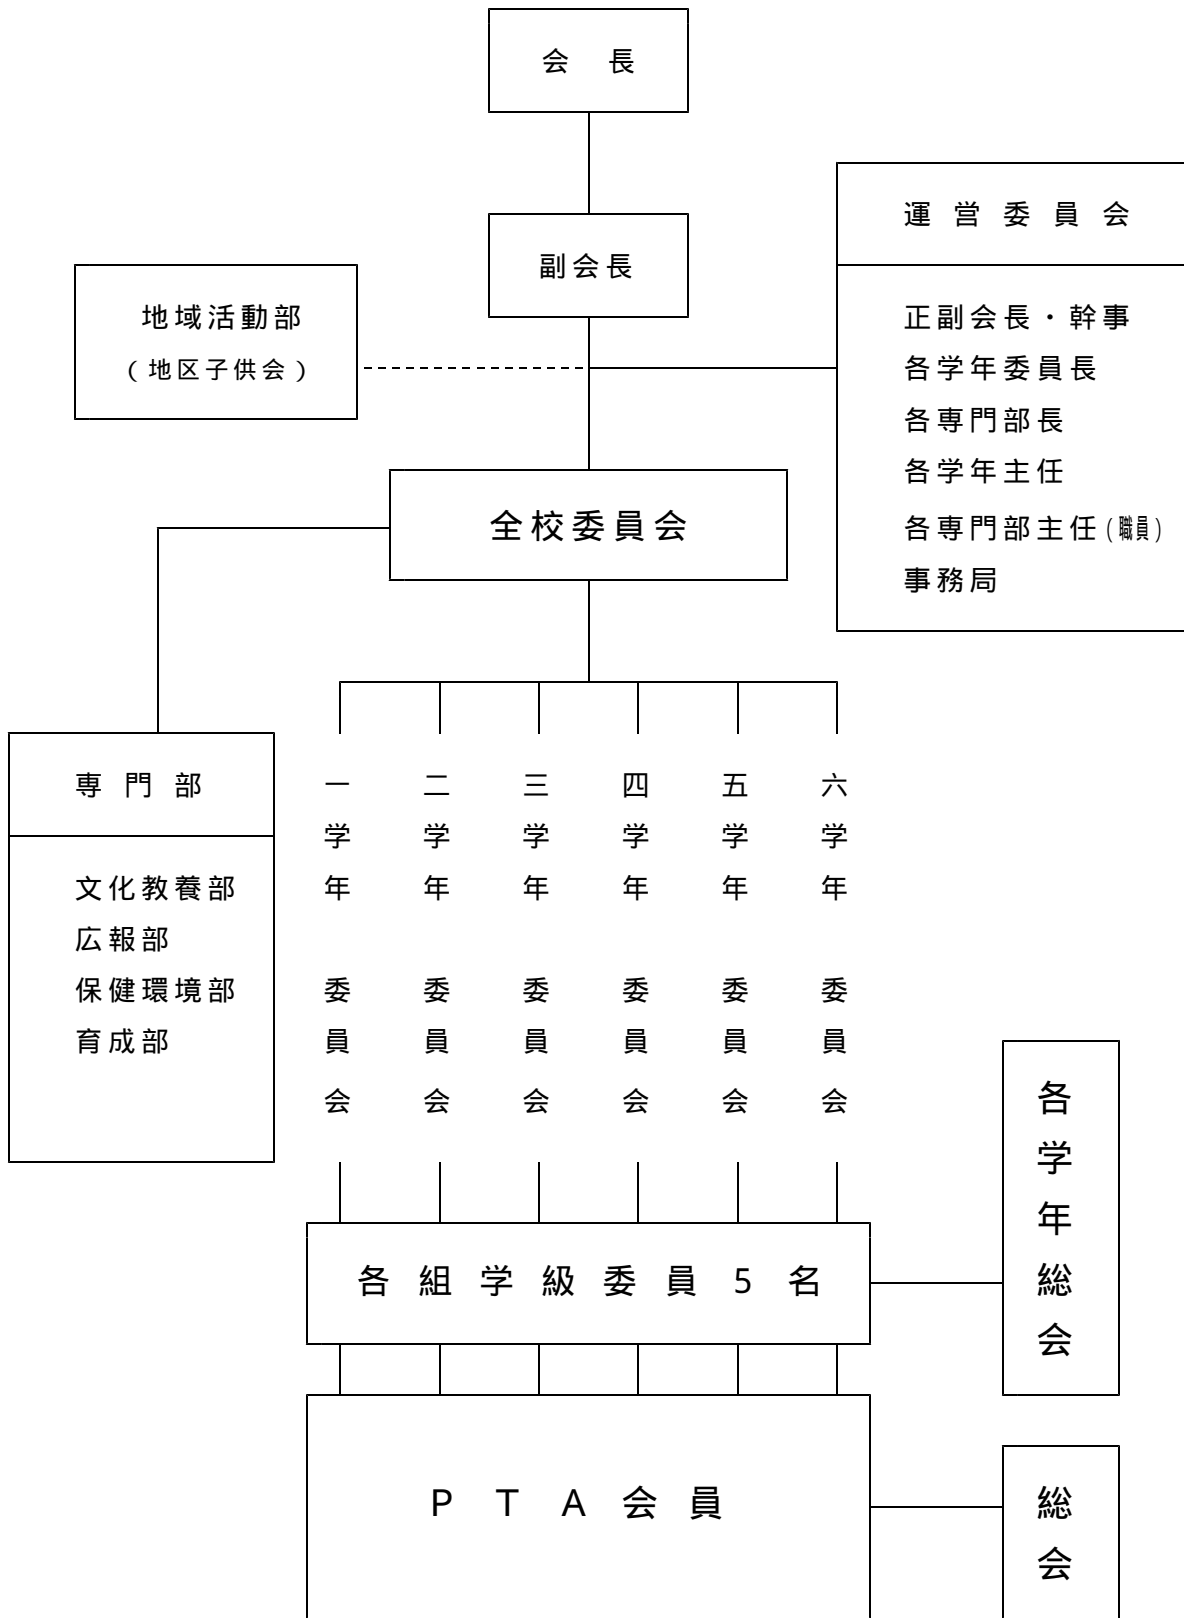 会長
副会長
運営委員会
正副会長・幹事
各学年委員長
各専門部長
各学年主任
各専門部主任(職員)
事務局
地域活動部
(地区子供会)
全校委員会
専門部
文化教養部
広報部
保健環境部
育成部
一学年 委員会
二学年 委員会
三学年 委員会
四学年 委員会
五学年 委員会
六学年 委員会
各組学級委員5名
各学年総会
PTA会員
総会